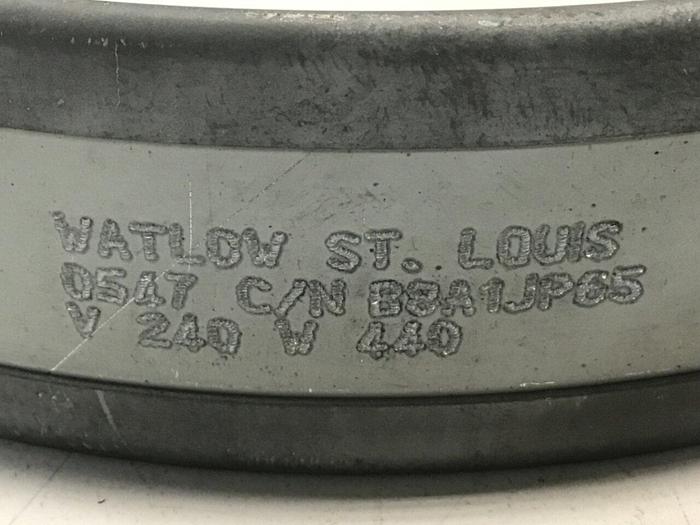 WATLOW ST. LOUIS
0547 C/N B8A1JP65
V 240 W 440